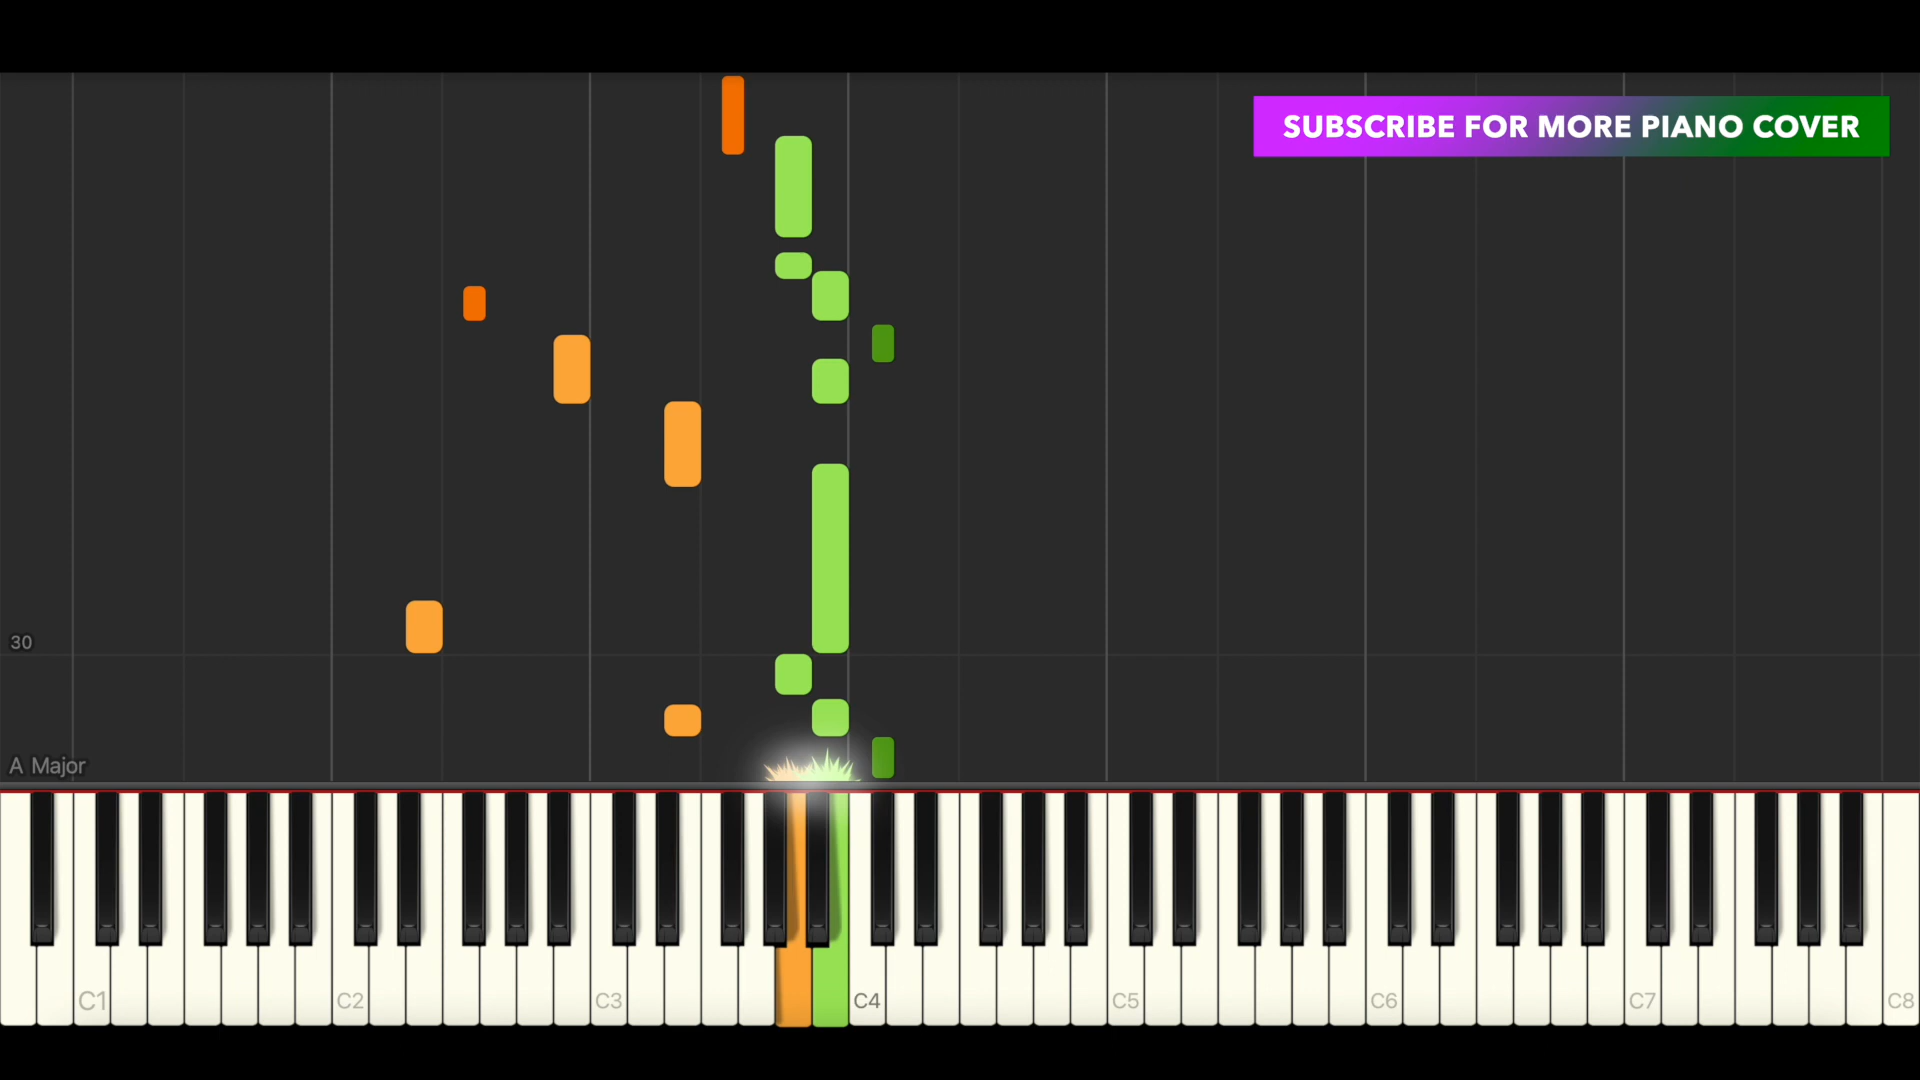 SUBSCRIBE FOR MORE PIANO COVER
30
A Major
C1 C2 C3 C4 C5 C6 C7 C8